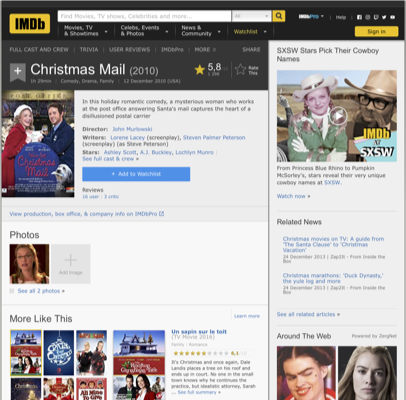 IMDb
Find Movies, TV shows, Celebrities and more...
All
Movies, TV
& Showtimes
Celebs, Events
& Photos
News &
Community
Watchlist
IMDbPro
Help
Sign in
FULL CAST AND CREW
TRIVIA
USER REVIEWS
IMDbPro
MORE
SHARE
Christmas Mail (2010)
5,8
Rate
This
1h 29min
Comedy, Drama, Family
12 December 2010 (USA)
Christmas
Mail
In this holiday romantic comedy, a mysterious woman who works
at the post office answering Santa's mail captures the heart of a
disillusioned postal carrier
Director: John Murlowski
Writers: Lorena Lacey (screenplay), Steven Palmer Peterson
(screenplay) (as Steve Peterson)
Stars: Ashley Scott, A.J. Buckley, Lochlyn Munro
See full cast & crew »
+ Add to Watchlist
Reviews
16 user | 3 critic
View production, box office, & company info on IMDbPro
Photos
Add Image
See all 2 photos »
More Like This
Learn more
Un sapin sur le toit
(TV Movie 2016)
Family | Romance
6,1
It's Christmas and once again, Dale
Landis places a tree on his roof and
ends up in court. No one in the small
town knows why he continues the
practice, but idealistic attorney, Sarah
... See full summary »
SXSW Stars Pick Their Cowboy
Names
IMDb
AT
SXSW
From Princess Blue Rhino to Pumpkin
McSorley's, stars reveal their very unique
cowboy names at SXSW.
Watch now »
Related News
Christmas movies on TV: A guide from
'The Santa Clause' to 'Christmas
Vacation'
24 December 2013 | Zap2It - From Inside the
Box
Christmas marathons: 'Duck Dynasty,'
the yule log and more
24 December 2013 | Zap2It - From Inside the
Box
See all related articles »
Around The Web
Powered by ZergNet